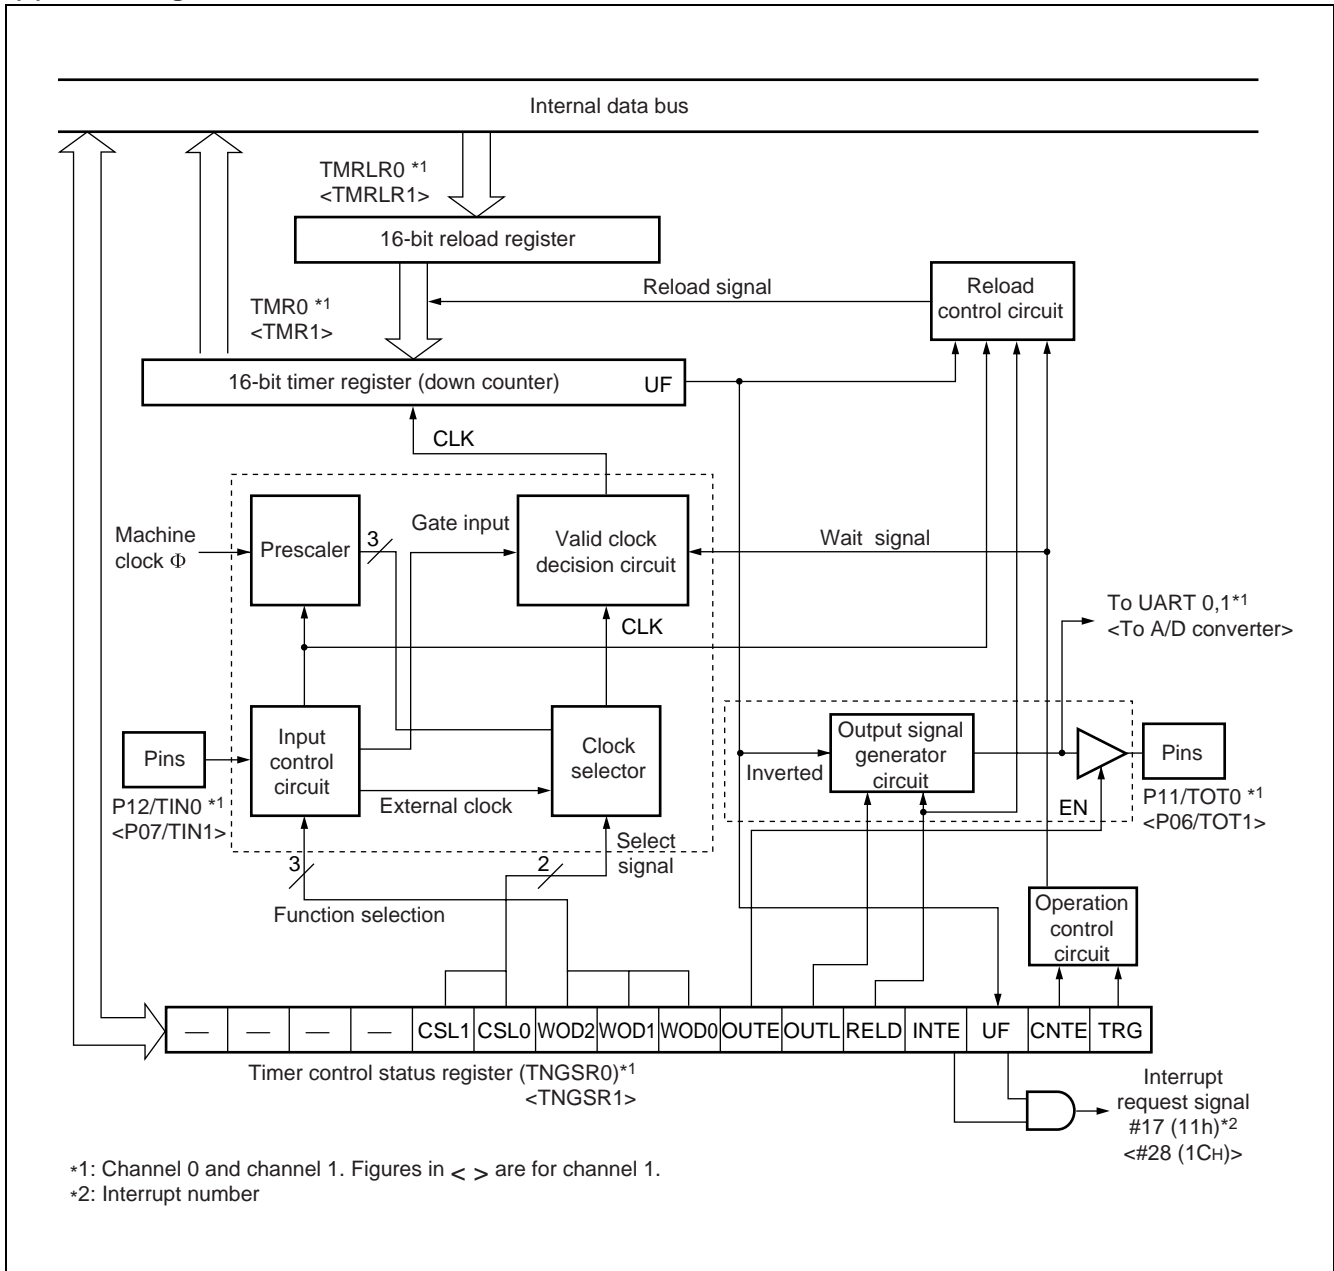 Internal data bus
TMRLR0 *1
<TMRLR1>
16-bit reload register
Reload signal
Reload
control circuit
TMR0 *1
<TMR1>
16-bit timer register (down counter)
UF
CLK
Machine
clock Φ
Prescaler
3
Gate input
Valid clock
decision circuit
Wait signal
To UART 0,1*1
<To A/D converter>
CLK
Pins
P12/TIN0 *1
<P07/TIN1>
Input
control
circuit
External clock
Clock
selector
Inverted
Output signal
generator
circuit
EN
Pins
P11/TOT0 *1
<P06/TOT1>
3
Function selection
2
Select
signal
Operation
control
circuit
— — — — CSL1 CSL0 WOD2 WOD1 WOD0 OUTE OUTL RELD INTE UF CNTE TRG
Timer control status register (TNGSR0)*1
<TNGSR1>
Interrupt
request signal
#17 (11h)*2
<#28 (1CH)>
*1: Channel 0 and channel 1. Figures in < > are for channel 1.
*2: Interrupt number